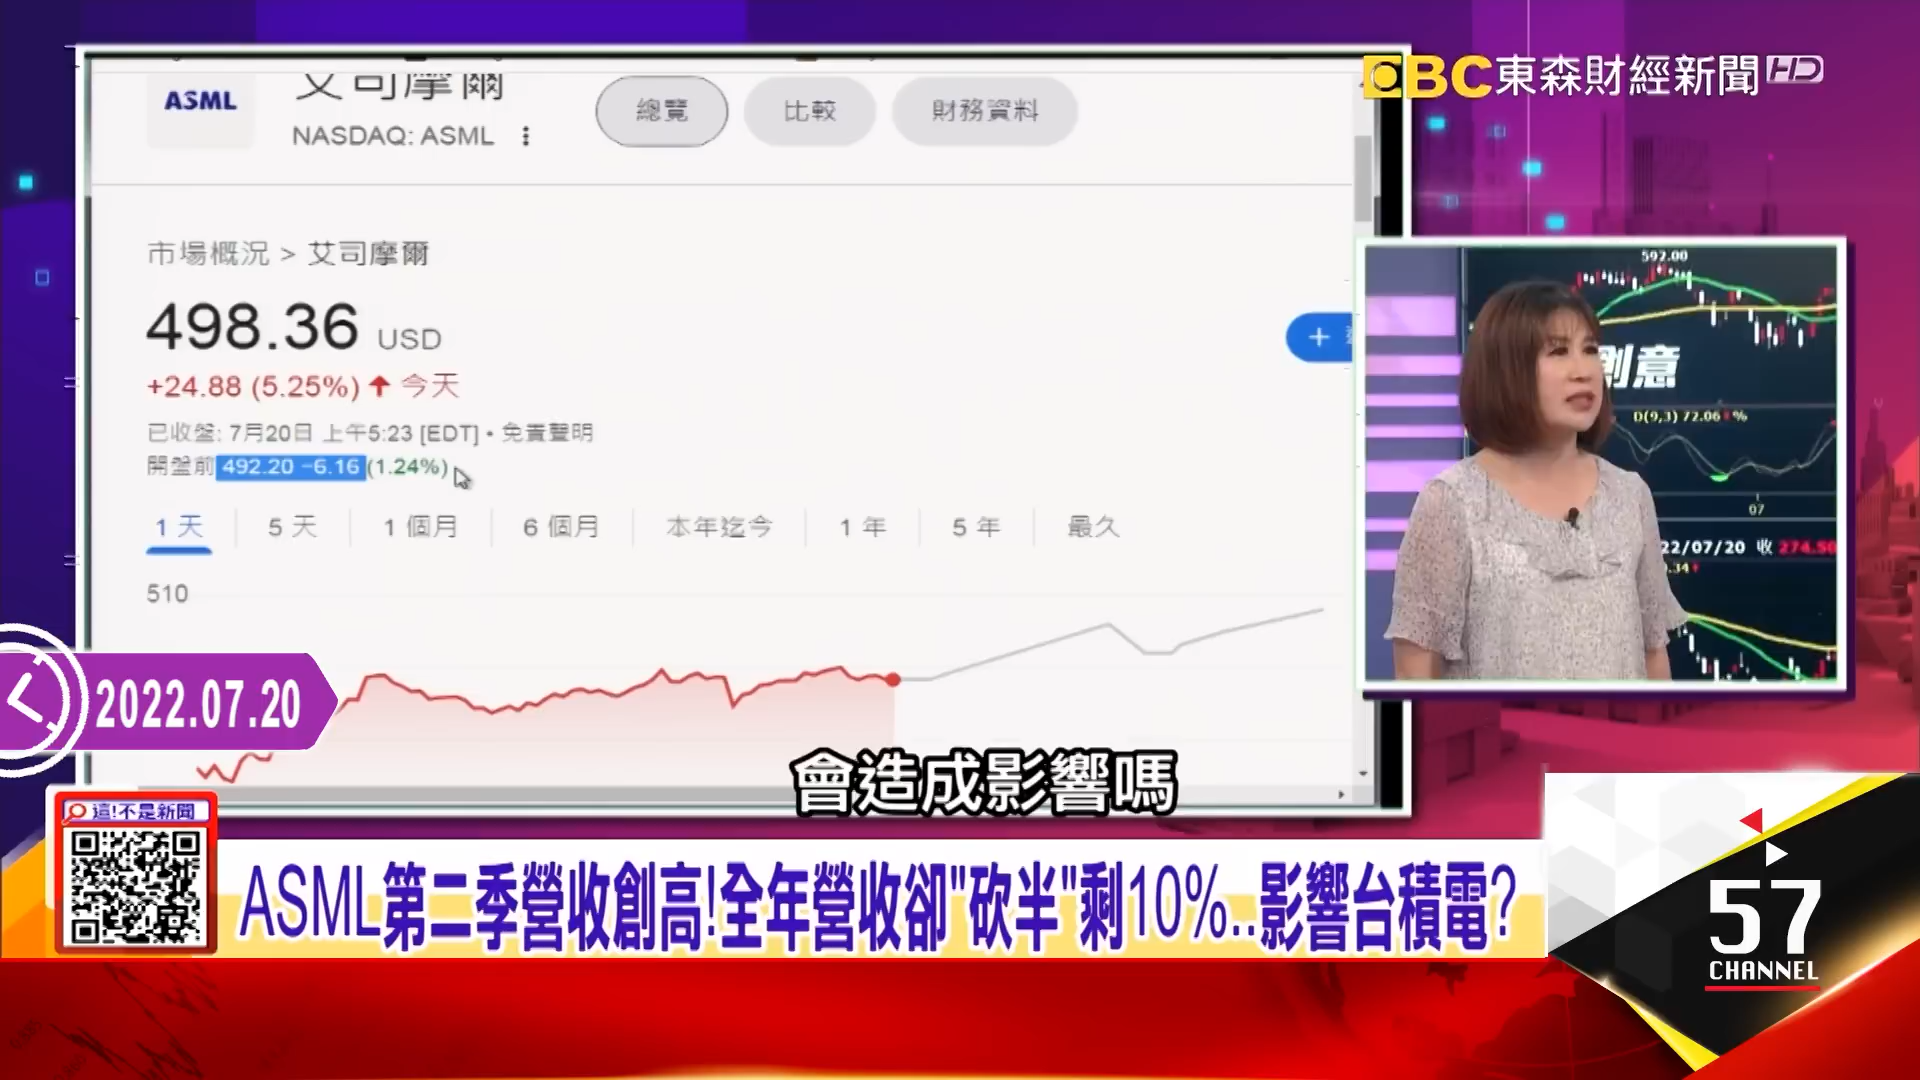 ASML
艾司摩爾
NASDAQ: ASML
總覽
比較
財務資料
EBC東森財經新聞HD
市場概況 > 艾司摩爾
498.36 USD
+24.88 (5.25%) 今天
已收盤: 7月20日 上午5:23 [EDT] • 免責聲明
開盤前 492.20 −6.16 (1.24%)
1 天
5 天
1 個月
6 個月
本年迄今
1 年
5 年
最久
510
592.00
創意
D(9,3) 72.06 %
07
22/07/20 收 274.50
.34
2022.07.20
會造成影響嗎
這!不是新聞
ASML第二季營收創高!全年營收卻"砍半"剩10%..影響台積電?
57
CHANNEL